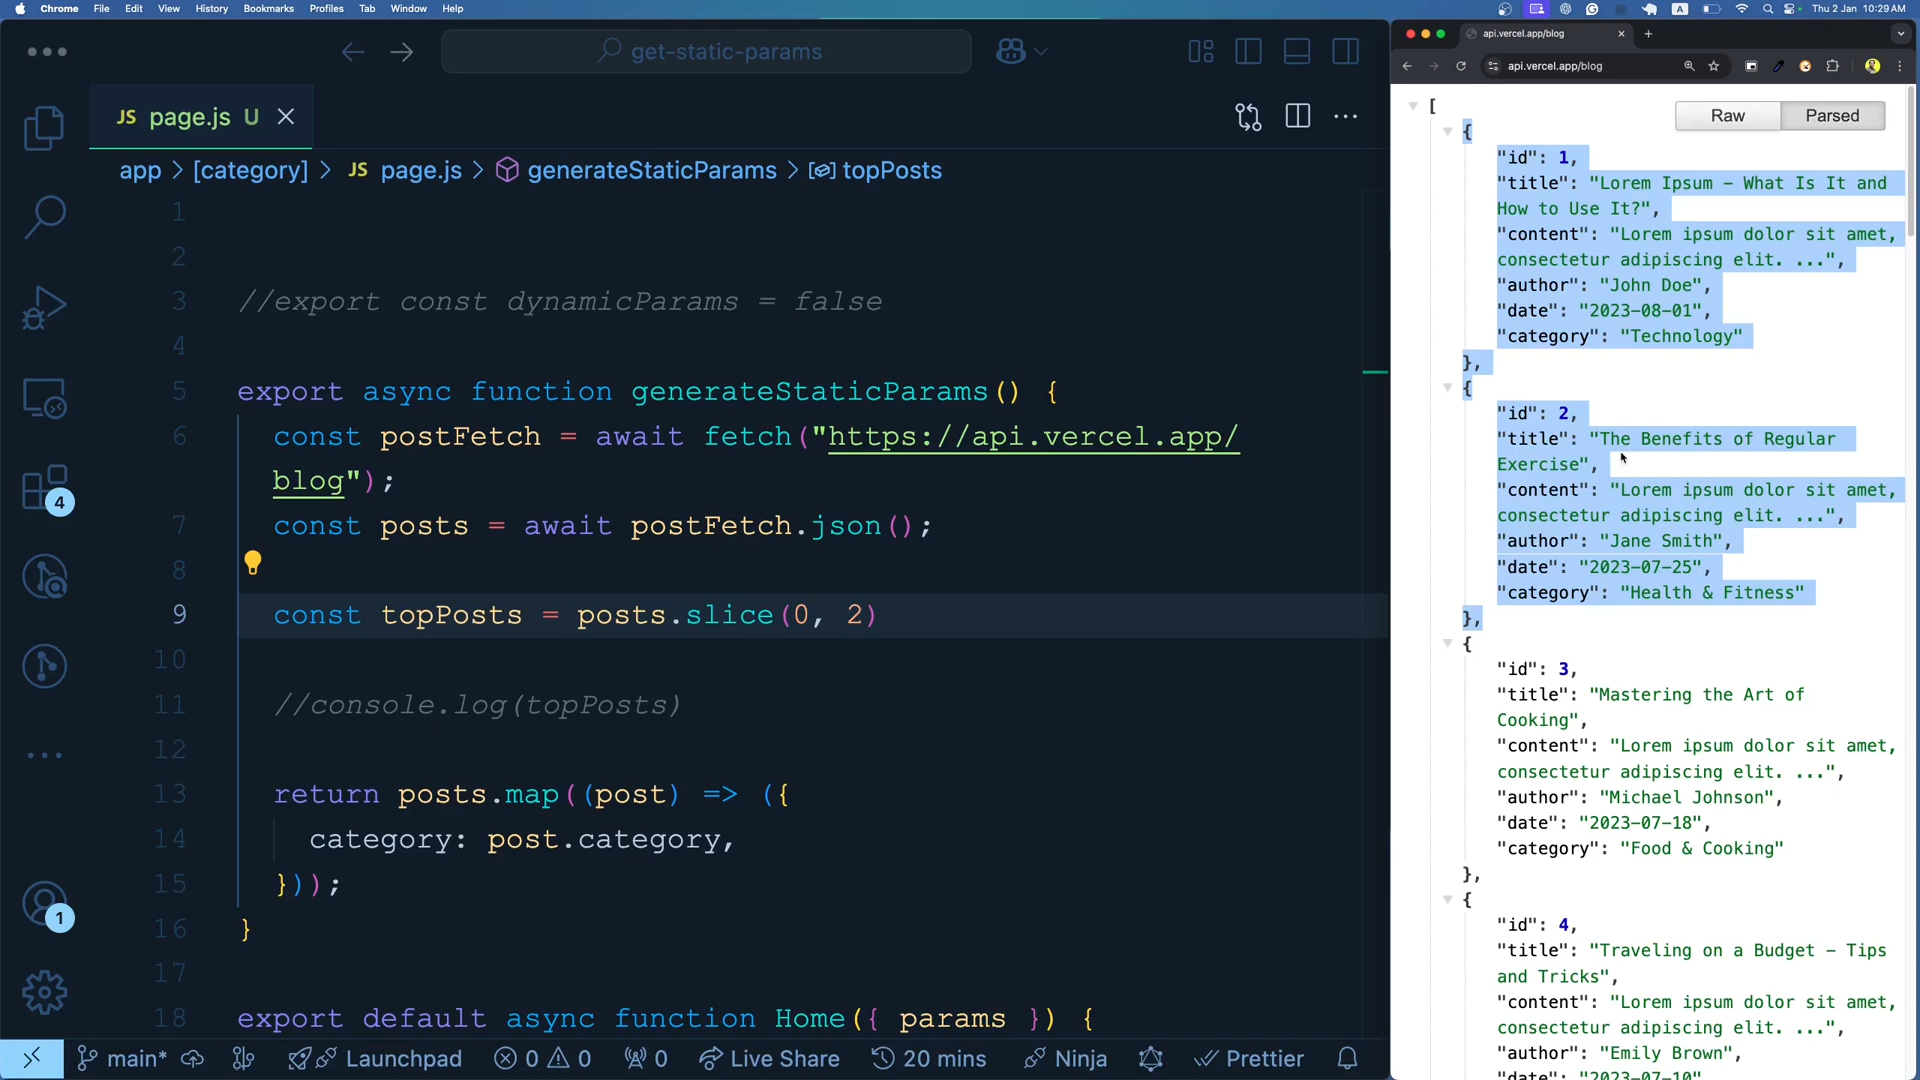 Chrome File Edit View History Bookmarks Profiles Tab Window Help
A
Thu 2 Jan 10:29 AM
get-static-params
JS page.js U
app > [category] > JS page.js > generateStaticParams > topPosts
1
2
3 //export const dynamicParams = false
4
5 export async function generateStaticParams() {
6 const postFetch = await fetch("https://api.vercel.app/
blog");
7 const posts = await postFetch.json();
8
9 const topPosts = posts.slice(0, 2)
10
11 //console.log(topPosts)
12
13 return posts.map((post) => ({
14 category: post.category,
15 }));
16 }
17
18 export default async function Home({ params }) {
4
1
main* Launchpad 0 0 0 Live Share 20 mins Ninja Prettier
api.vercel.app/blog
api.vercel.app/blog
Raw Parsed
[
{
"id": 1,
"title": "Lorem Ipsum – What Is It and
How to Use It?",
"content": "Lorem ipsum dolor sit amet,
consectetur adipiscing elit. ...",
"author": "John Doe",
"date": "2023-08-01",
"category": "Technology"
},
{
"id": 2,
"title": "The Benefits of Regular
Exercise",
"content": "Lorem ipsum dolor sit amet,
consectetur adipiscing elit. ...",
"author": "Jane Smith",
"date": "2023-07-25",
"category": "Health & Fitness"
},
{
"id": 3,
"title": "Mastering the Art of
Cooking",
"content": "Lorem ipsum dolor sit amet,
consectetur adipiscing elit. ...",
"author": "Michael Johnson",
"date": "2023-07-18",
"category": "Food & Cooking"
},
{
"id": 4,
"title": "Traveling on a Budget – Tips
and Tricks",
"content": "Lorem ipsum dolor sit amet,
consectetur adipiscing elit. ...",
"author": "Emily Brown",
"date": "2023-07-10",